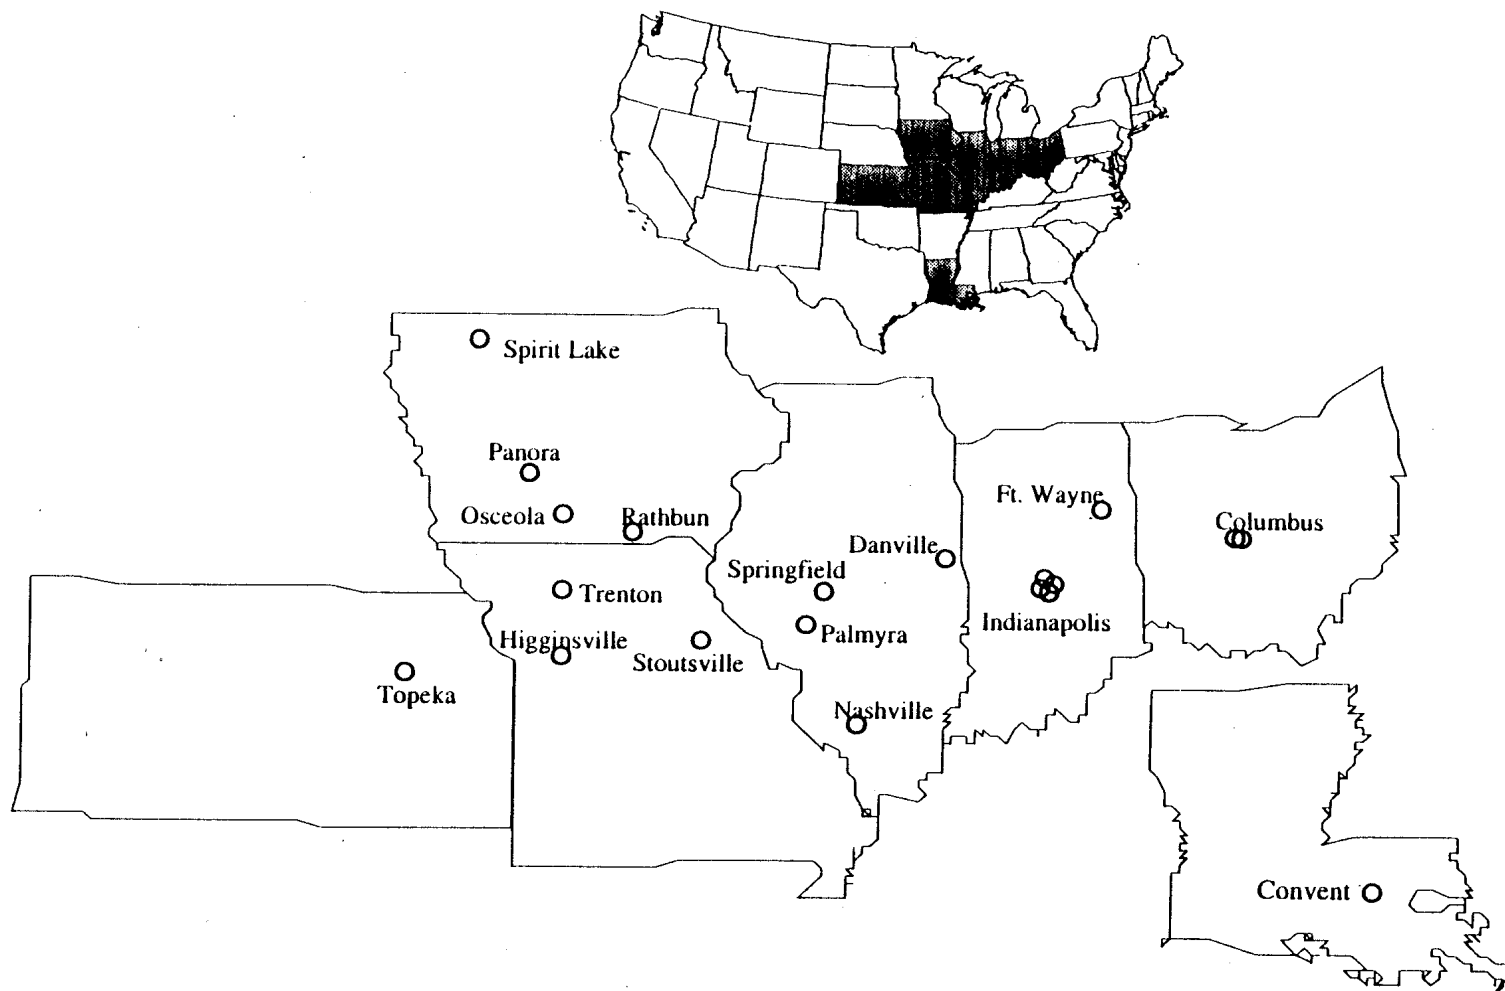 Spirit Lake
Panora
Osceola
Rathbun
Ft. Wayne
Columbus
Danville
Springfield
Trenton
Indianapolis
Palmyra
Higginsville
Stoutsville
Topeka
Nashville
Convent